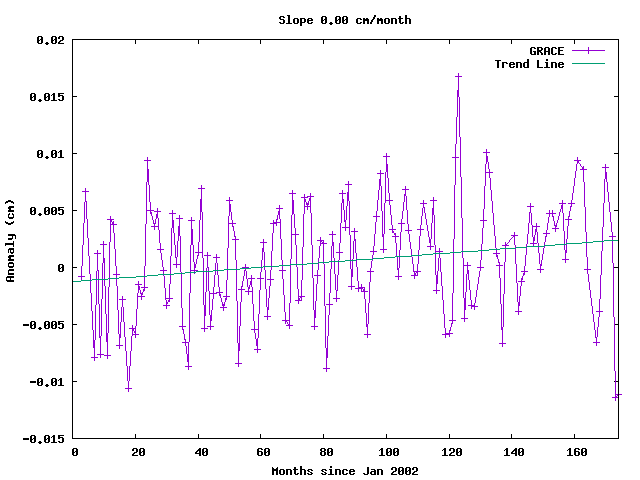 Slope 0.00 cm/month
GRACE
Trend Line
Anomaly (cm)
0.02
0.015
0.01
0.005
0
-0.005
-0.01
-0.015
0 20 40 60 80 100 120 140 160
Months since Jan 2002